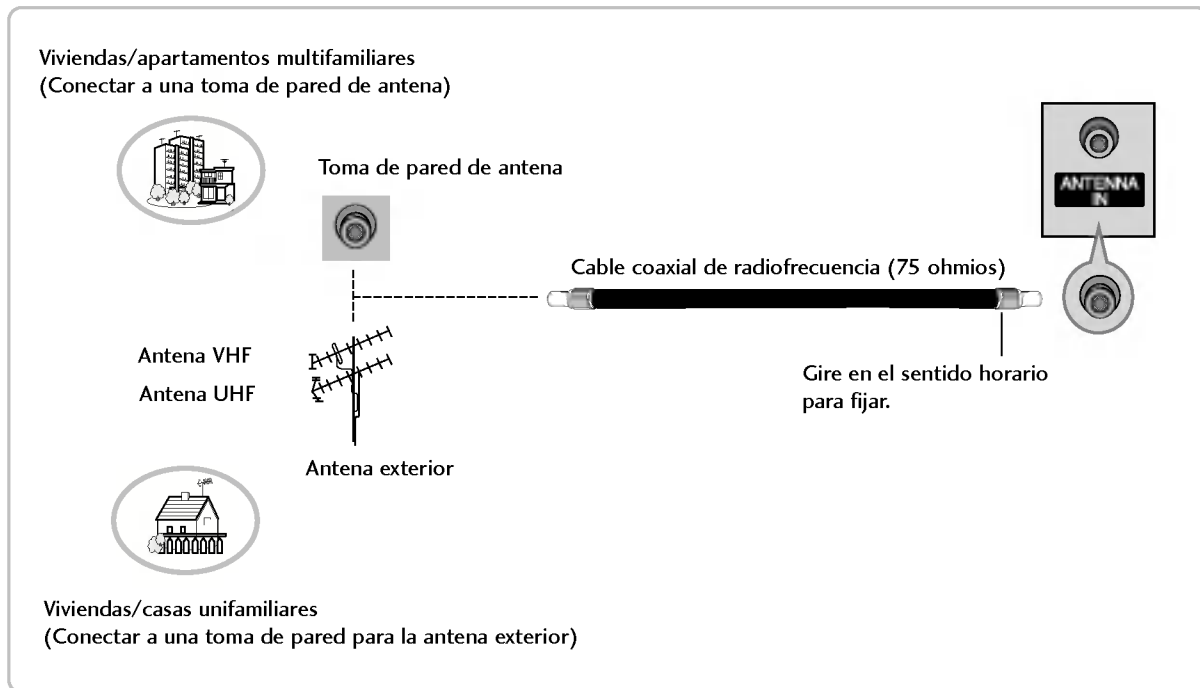 Viviendas/apartamentos multifamiliares
(Conectar a una toma de pared de antena)
Toma de pared de antena
ANTENNA
IN
Cable coaxial de radiofrecuencia (75 ohmios)
Antena VHF
Antena UHF
Gire en el sentido horario
para fijar.
Antena exterior
Viviendas/casas unifamiliares
(Conectar a una toma de pared para la antena exterior)